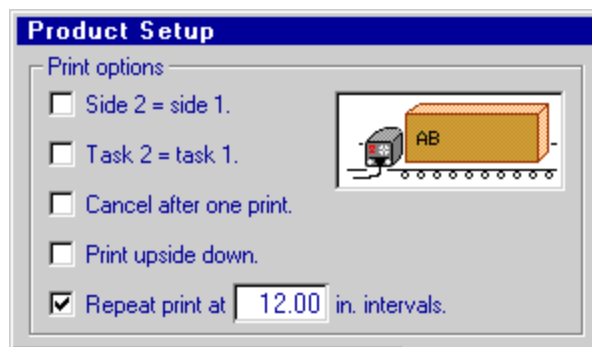 Product Setup
Print options
Side 2 = side 1.
Task 2 = task 1.
AB
Cancel after one print.
Print upside down.
Repeat print at 12.00 in. intervals.